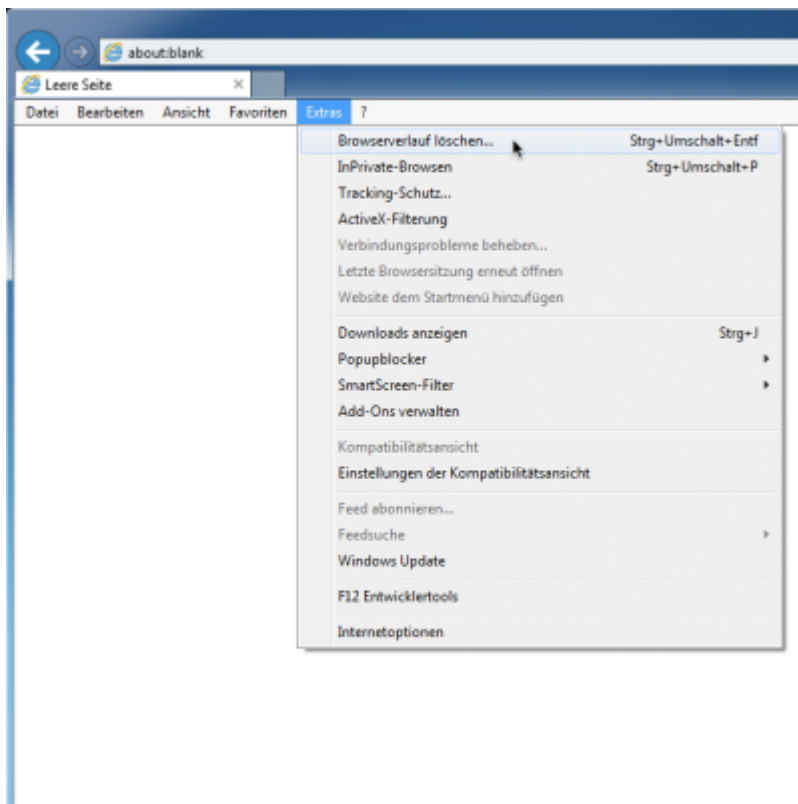 about:blank
Leere Seite
Datei Bearbeiten Ansicht Favoriten Extras ?
Browserverlauf löschen... Strg+Umschalt+Entf
InPrivate-Browsen Strg+Umschalt+P
Tracking-Schutz...
ActiveX-Filterung
Verbindungsprobleme beheben...
Letzte Browsersitzung erneut öffnen
Website dem Startmenü hinzufügen
Downloads anzeigen Strg+J
Popupblocker
SmartScreen-Filter
Add-Ons verwalten
Kompatibilitätsansicht
Einstellungen der Kompatibilitätsansicht
Feed abonnieren...
Feedsuche
Windows Update
F12 Entwicklertools
Internetoptionen